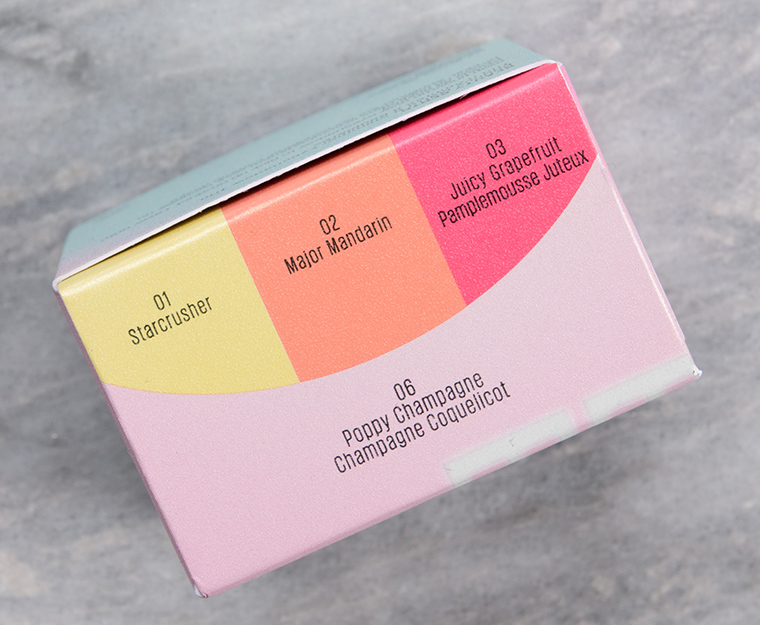 01
Starcrusher
02
Major Mandarin
03
Juicy Grapefruit
Pamplemousse Juteux
06
Poppy Champagne
Champagne Coquelicot